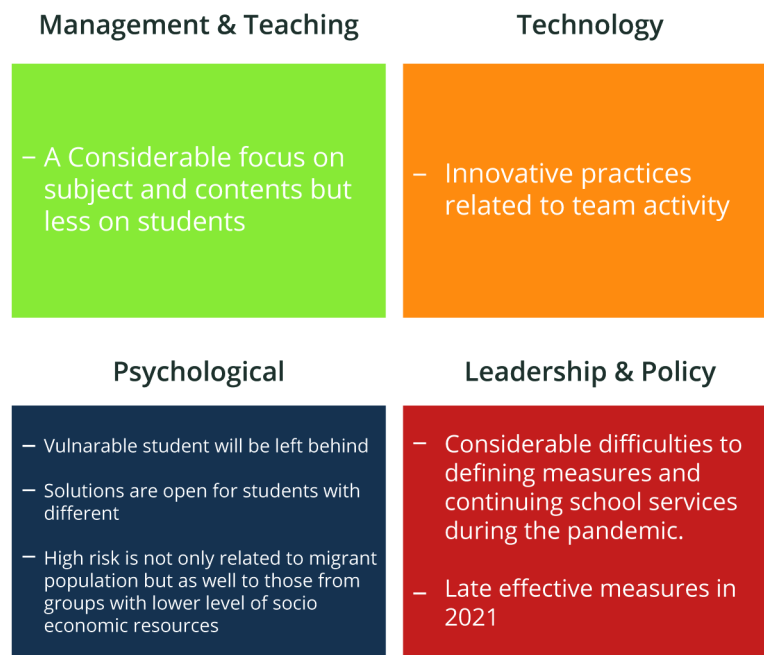 Management & Teaching
– A Considerable focus on
subject and contents but
less on students
Technology
– Innovative practices
related to team activity
Psychological
– Vulnarable student will be left behind
– Solutions are open for students with
different
– High risk is not only related to migrant
population but as well to those from
groups with lower level of socio
economic resources
Leadership & Policy
– Considerable difficulties to
defining measures and
continuing school services
during the pandemic.
– Late effective measures in
2021